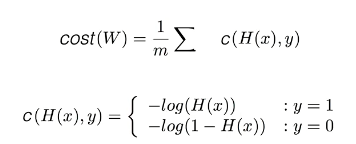 cost(W) = 1/m ∑ c(H(x), y)
c(H(x), y) = { -log(H(x)) : y = 1
-log(1 - H(x)) : y = 0